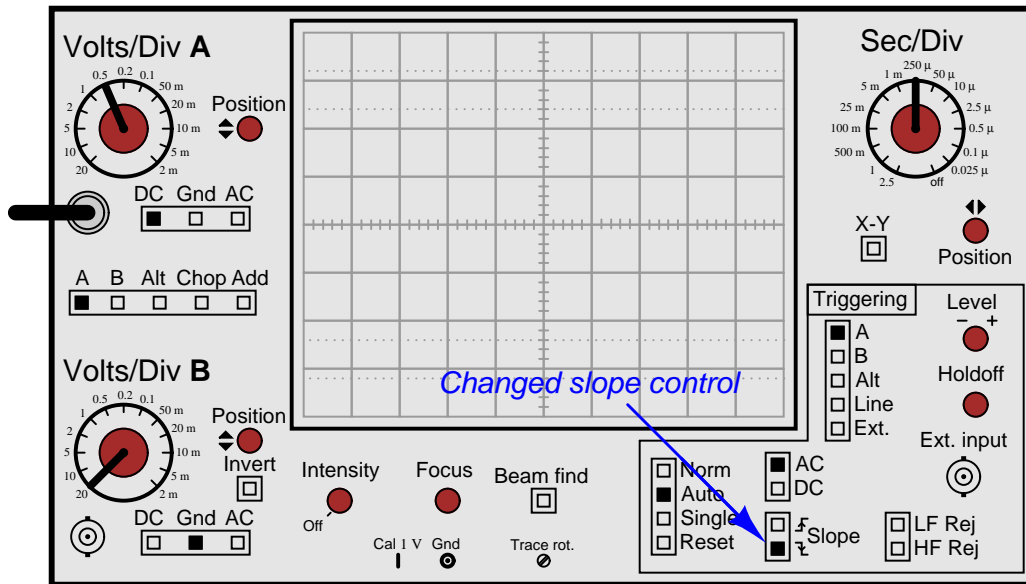 Volts/Div A
0.5 0.2 0.1
1 50 m
2 20 m
5 10 m
10 5 m
20 2 m
Position
DC Gnd AC
A B Alt Chop Add
Volts/Div B
0.5 0.2 0.1
1 50 m
2 20 m
5 10 m
10 5 m
20 2 m
Position
Invert
DC Gnd AC
Intensity
Off
Focus
Beam find
Cal 1 V Gnd Trace rot.
Changed slope control
Sec/Div
250 µ
1 m 50 µ
5 m 10 µ
25 m 2.5 µ
100 m 0.5 µ
500 m 0.1 µ
1 0.025 µ
2.5 off
X-Y
Position
Triggering
A
B
Alt
Line
Ext.
Level
− +
Holdoff
Ext. input
Norm
Auto
Single
Reset
AC
DC
Slope
LF Rej
HF Rej